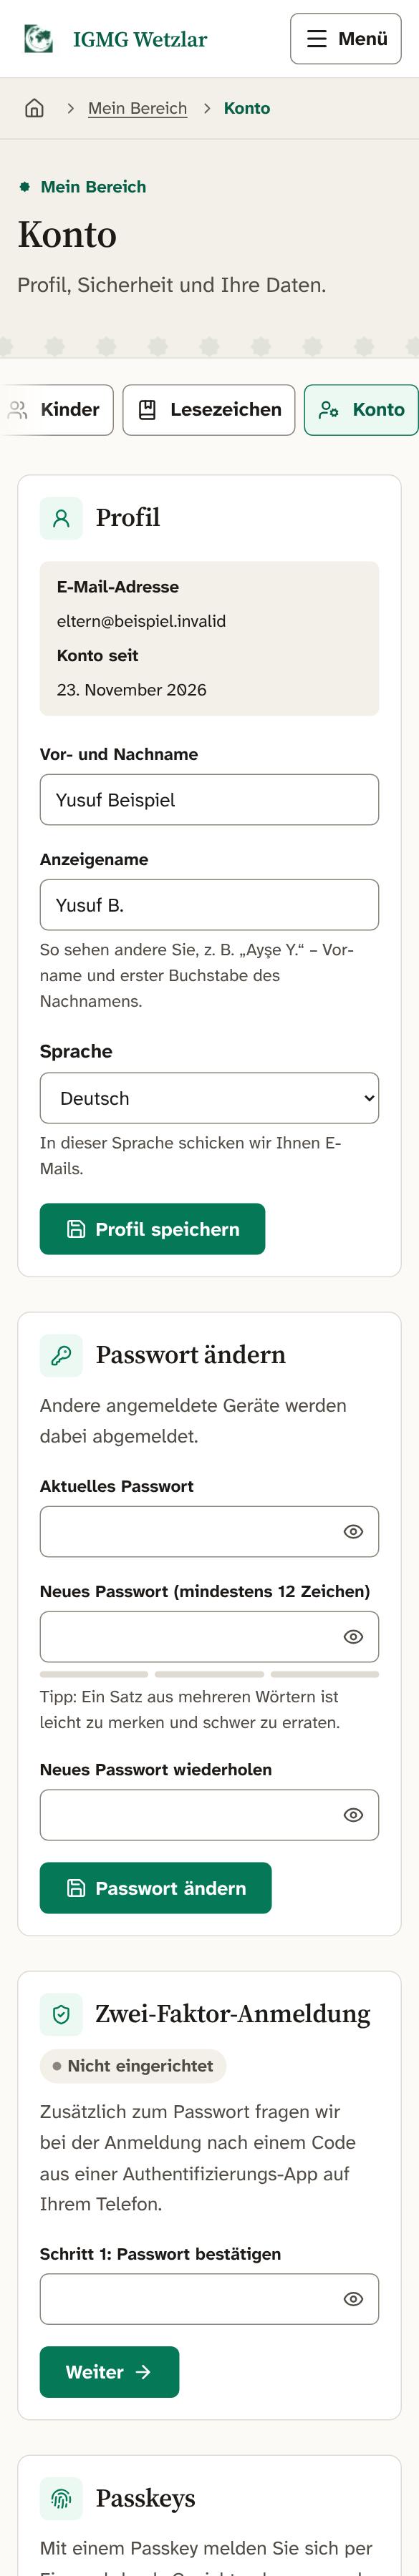 IGMG Wetzlar
Menü
Mein Bereich
Konto
Mein Bereich
Konto
Profil, Sicherheit und Ihre Daten.
Kinder
Lesezeichen
Konto
Profil
E-Mail-Adresse
eltern@beispiel.invalid
Konto seit
23. November 2026
Vor- und Nachname
Yusuf Beispiel
Anzeigename
Yusuf B.
So sehen andere Sie, z. B. „Ayşe Y.“ – Vor-
name und erster Buchstabe des
Nachnamens.
Sprache
Deutsch
In dieser Sprache schicken wir Ihnen E-
Mails.
Profil speichern
Passwort ändern
Andere angemeldete Geräte werden
dabei abgemeldet.
Aktuelles Passwort
Neues Passwort (mindestens 12 Zeichen)
Tipp: Ein Satz aus mehreren Wörtern ist
leicht zu merken und schwer zu erraten.
Neues Passwort wiederholen
Passwort ändern
Zwei-Faktor-Anmeldung
Nicht eingerichtet
Zusätzlich zum Passwort fragen wir
bei der Anmeldung nach einem Code
aus einer Authentifizierungs-App auf
Ihrem Telefon.
Schritt 1: Passwort bestätigen
Weiter
Passkeys
Mit einem Passkey melden Sie sich per